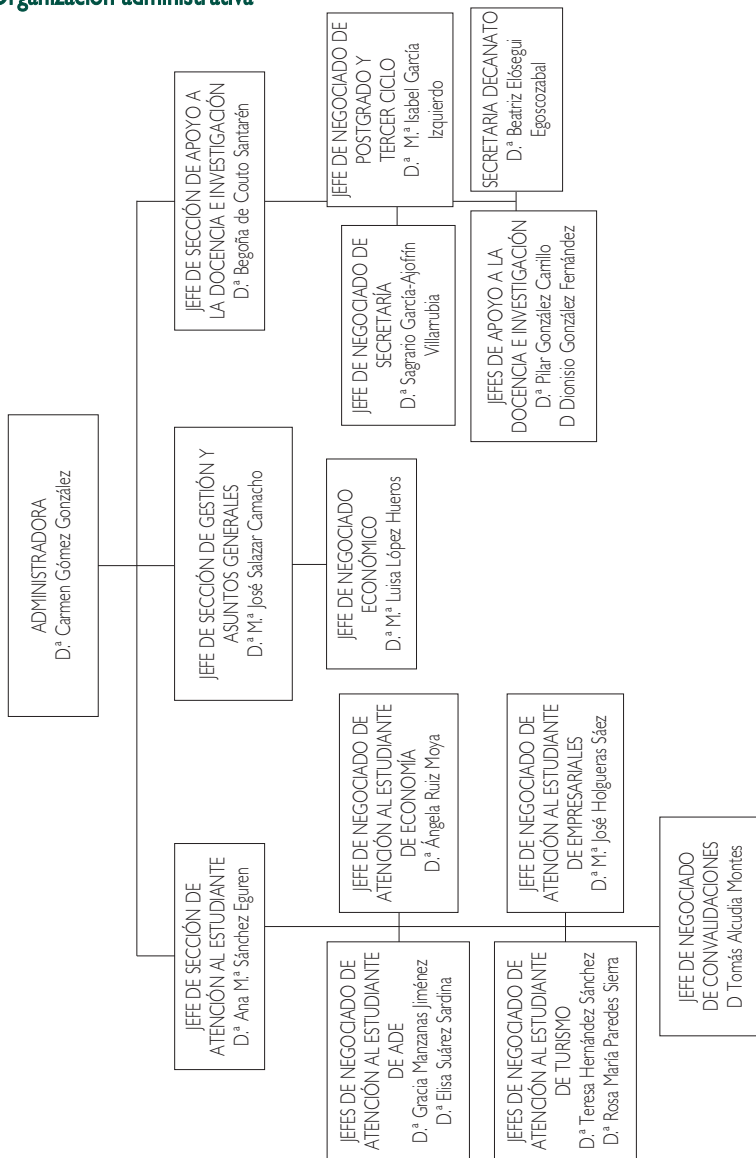 Organización administrativa
ADMINISTRADORA
D.ª Carmen Gómez González
JEFE DE SECCIÓN DE
ATENCIÓN AL ESTUDIANTE
D.ª Ana M.ª Sánchez Eguren
JEFE DE SECCIÓN DE GESTIÓN Y
ASUNTOS GENERALES
D.ª M.ª José Salazar Camacho
JEFE DE SECCIÓN DE APOYO A
LA DOCENCIA E INVESTIGACIÓN
D.ª Begoña de Couto Santarén
JEFES DE NEGOCIADO DE
ATENCIÓN AL ESTUDIANTE
DE ADE
D.ª Gracia Manzanas Jiménez
D.ª Elisa Suárez Sardina
JEFE DE NEGOCIADO DE
ATENCIÓN AL ESTUDIANTE
DE ECONOMÍA
D.ª Ángela Ruiz Moya
JEFE DE NEGOCIADO
ECONÓMICO
D.ª M.ª Luisa López Hueros
JEFE DE NEGOCIADO DE
SECRETARÍA
D.ª Sagrario García-Ajofrín
Villarrubia
JEFE DE NEGOCIADO DE
POSTGRADO Y
TERCER CICLO
D.ª M.ª Isabel García
Izquierdo
JEFES DE NEGOCIADO DE
ATENCIÓN AL ESTUDIANTE
DE TURISMO
D.ª Teresa Hernández Sánchez
D.ª Rosa María Paredes Sierra
JEFE DE NEGOCIADO DE
ATENCIÓN AL ESTUDIANTE
DE EMPRESARIALES
D.ª M.ª José Holgueras Sáez
JEFES DE APOYO A LA
DOCENCIA E INVESTIGACIÓN
D.ª Pilar González Carrillo
D Dionisio González Fernández
SECRETARIA DECANATO
D.ª Beatriz Elósegui
Egoscozabal
JEFE DE NEGOCIADO
DE CONVALIDACIONES
D Tomás Alcudia Montes